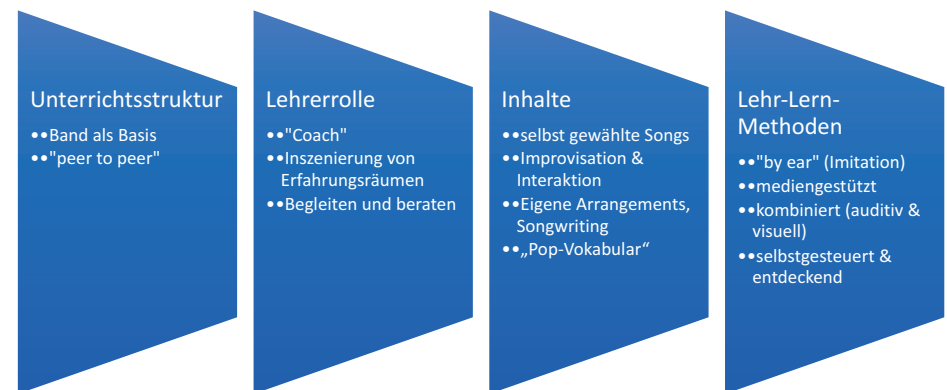 Unterrichtsstruktur
••Band als Basis
••"peer to peer"
Lehrerrolle
••"Coach"
••Inszenierung von
Erfahrungsräumen
••Begleiten und beraten
Inhalte
••selbst gewählte Songs
••Improvisation &
Interaktion
••Eigene Arrangements,
Songwriting
••„Pop-Vokabular“
Lehr-Lern-
Methoden
••"by ear" (Imitation)
••mediengestützt
••kombiniert (auditiv &
visuell)
••selbstgesteuert &
entdeckend